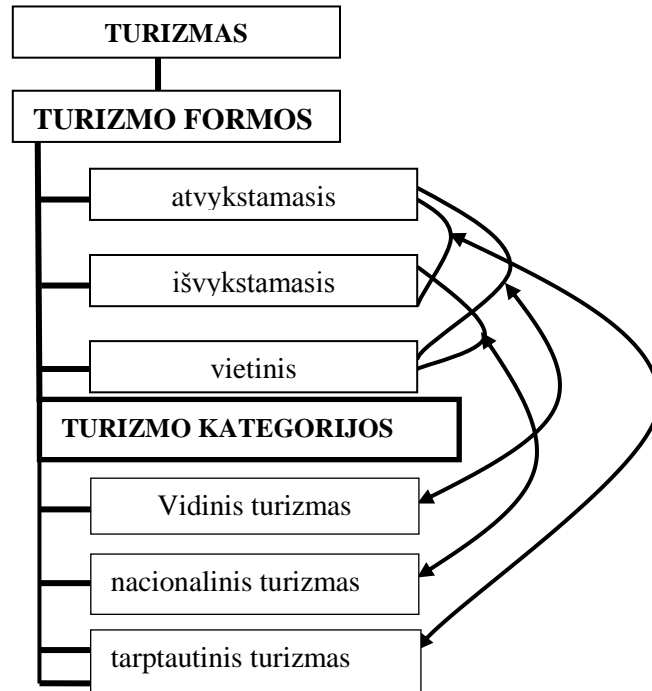 TURIZMAS
TURIZMO FORMOS
atvykstamasis
išvykstamasis
vietinis
TURIZMO KATEGORIJOS
Vidinis turizmas
nacionalinis turizmas
tarptautinis turizmas